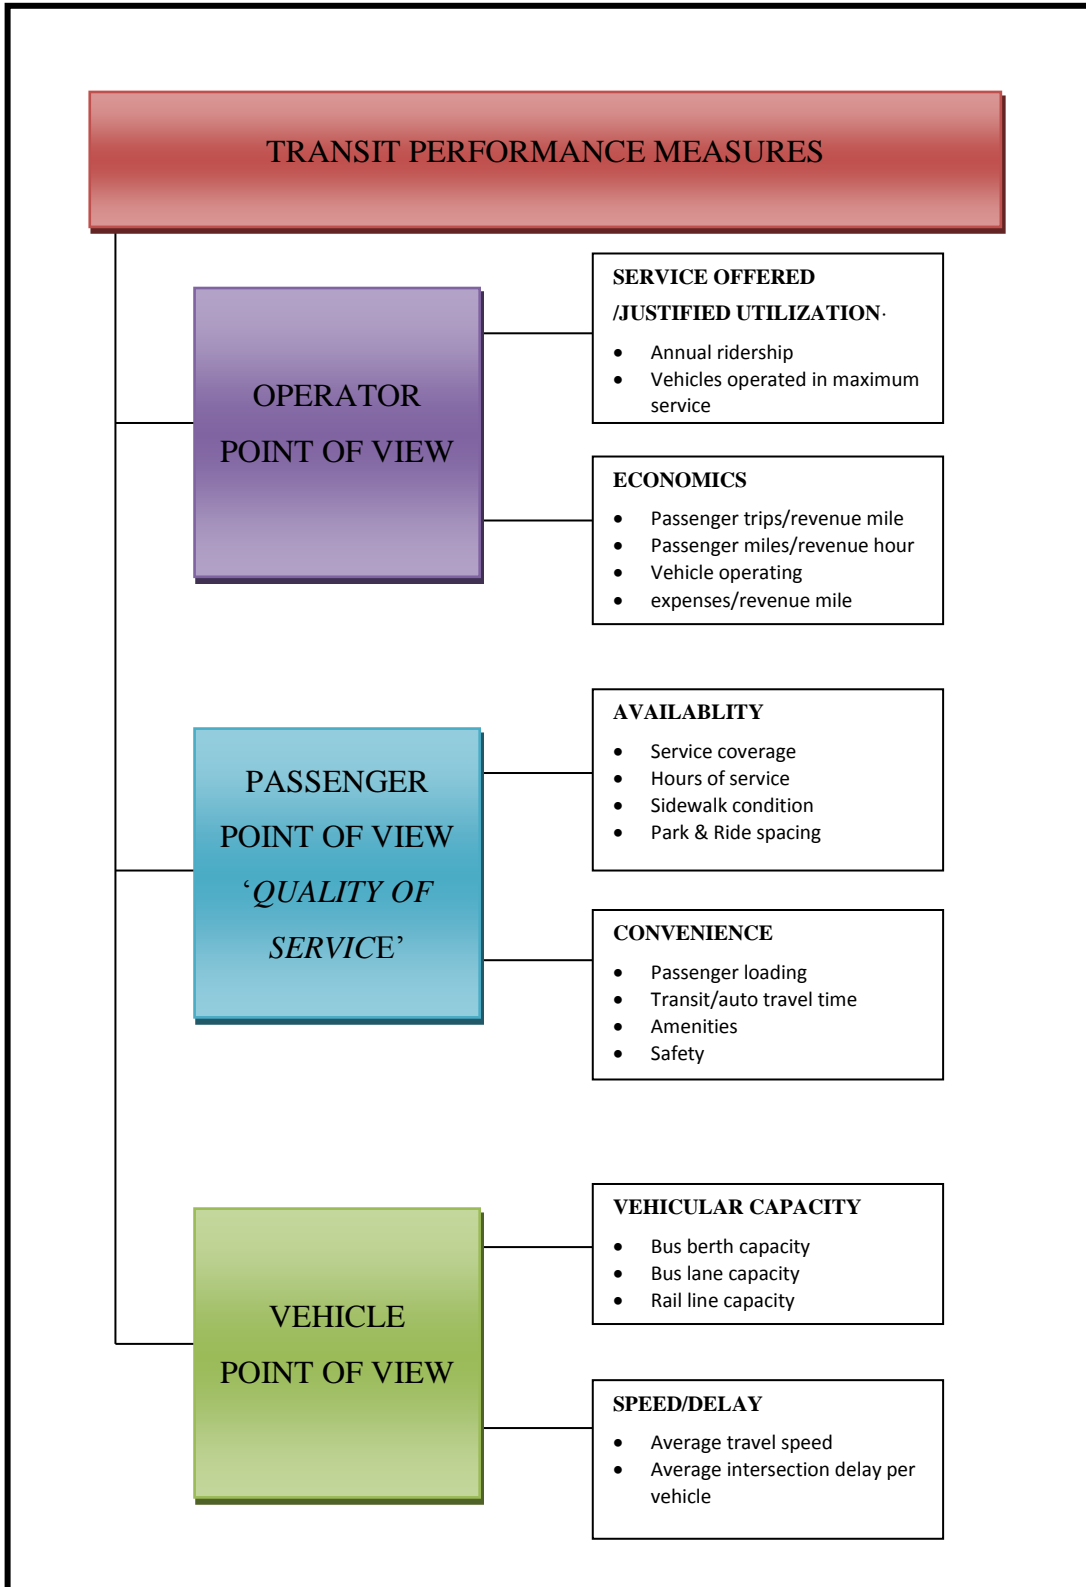 TRANSIT PERFORMANCE MEASURES
OPERATOR
POINT OF VIEW
SERVICE OFFERED
/JUSTIFIED UTILIZATION·
• Annual ridership
• Vehicles operated in maximum
service
ECONOMICS
• Passenger trips/revenue mile
• Passenger miles/revenue hour
• Vehicle operating
• expenses/revenue mile
PASSENGER
POINT OF VIEW
‘QUALITY OF
SERVICE’
AVAILABLITY
• Service coverage
• Hours of service
• Sidewalk condition
• Park & Ride spacing
CONVENIENCE
• Passenger loading
• Transit/auto travel time
• Amenities
• Safety
VEHICLE
POINT OF VIEW
VEHICULAR CAPACITY
• Bus berth capacity
• Bus lane capacity
• Rail line capacity
SPEED/DELAY
• Average travel speed
• Average intersection delay per
vehicle